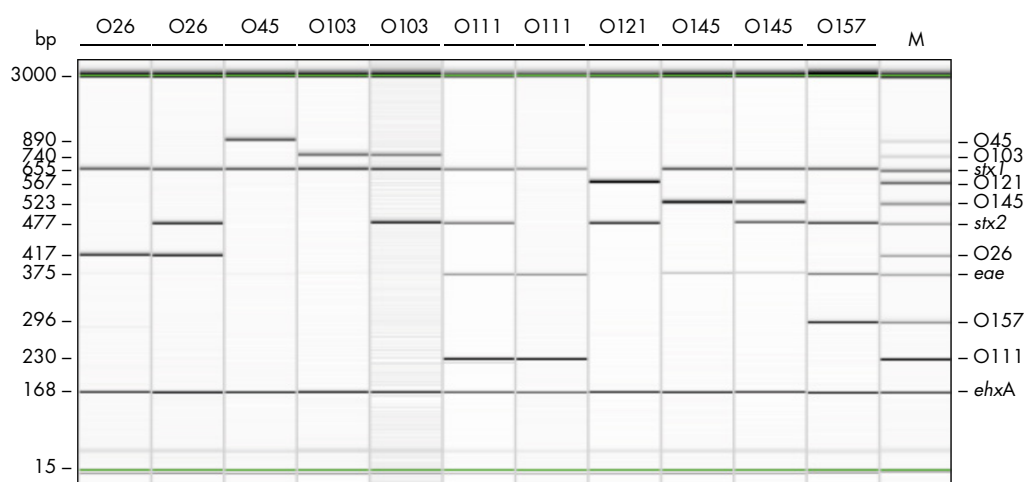 O26 O26 O45 O103 O103 O111 O111 O121 O145 O145 O157
bp M
3000 –
890 – – O45
740 – – O103
655 – – stx1
567 – – O121
523 – – O145
477 – – stx2
417 – – O26
375 – – eae
296 – – O157
230 – – O111
168 – – ehxA
15 –